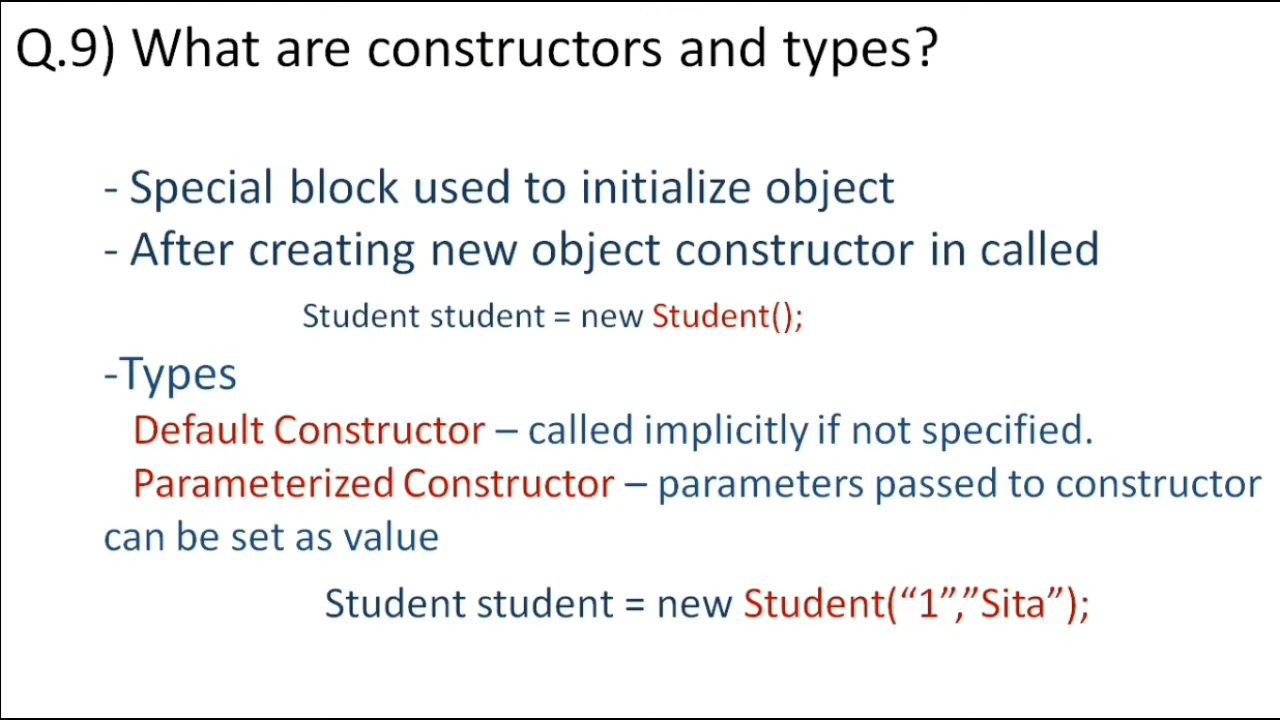 Q.9) What are constructors and types?
- Special block used to initialize object
- After creating new object constructor in called
Student student = new Student();
-Types
Default Constructor – called implicitly if not specified.
Parameterized Constructor – parameters passed to constructor
can be set as value
Student student = new Student(“1”,”Sita”);